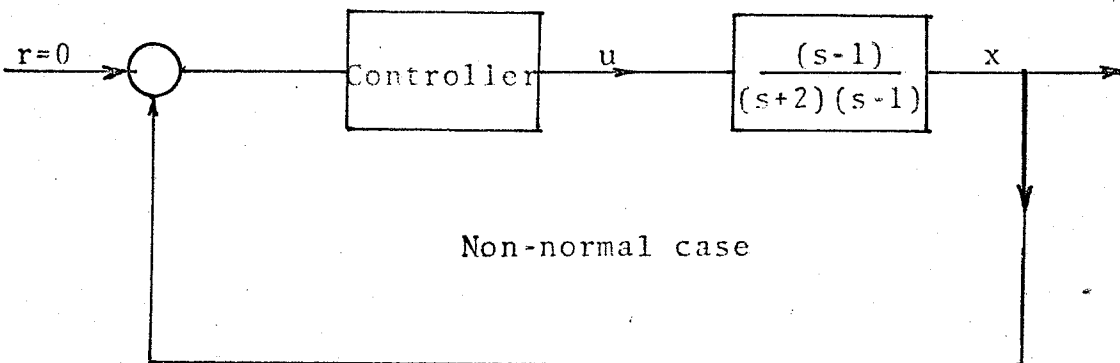 r=0
Controller
u
(s-1)
(s+2)(s-1)
x
Non-normal case